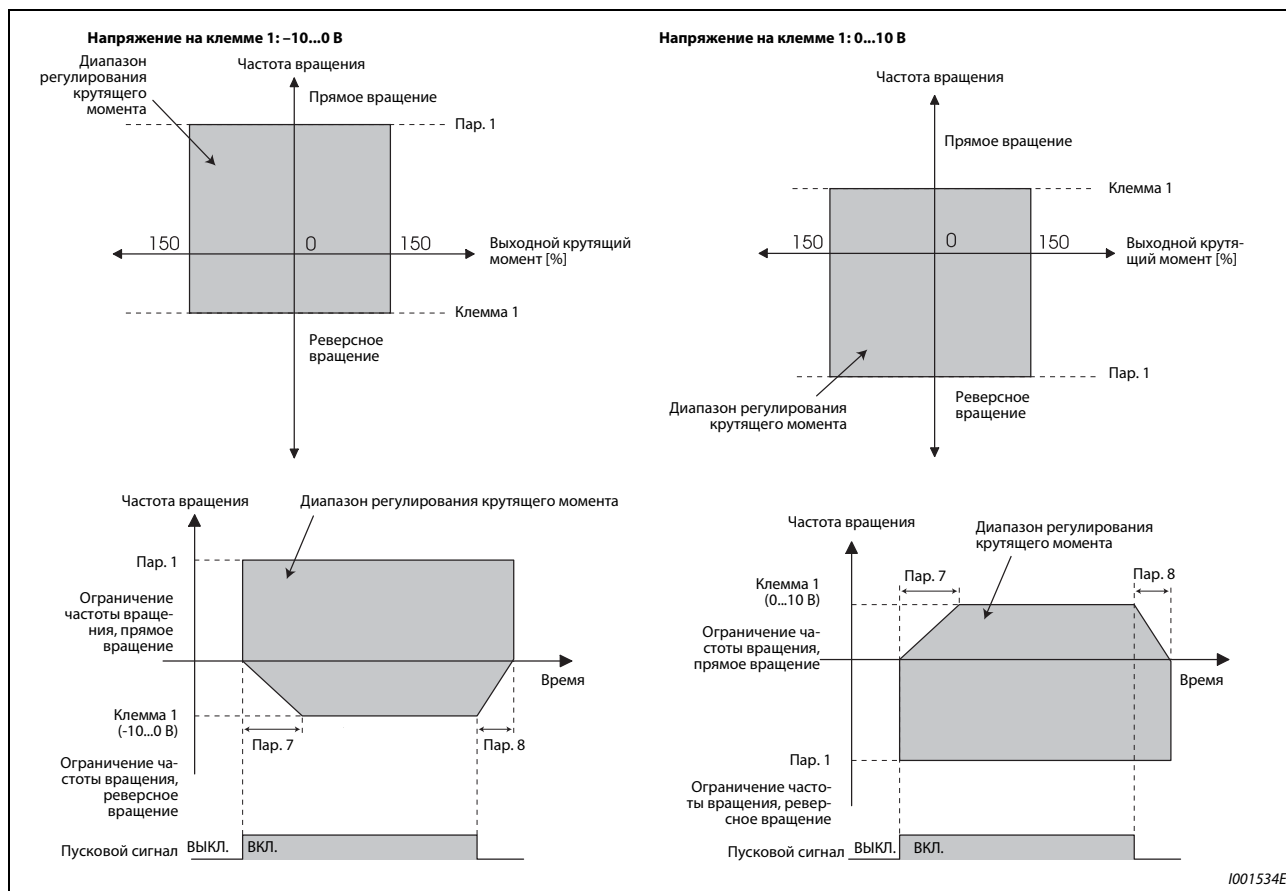 Напряжение на клемме 1: –10...0 В
Диапазон
регулирования
крутящего
момента
Частота вращения
Прямое вращение
Пар. 1
150
0
150
Выходной крутящий
момент [%]
Клемма 1
Реверсное
вращение
Напряжение на клемме 1: 0...10 В
Частота вращения
Прямое вращение
Клемма 1
150
0
150
Выходной крутя-
щий момент [%]
Пар. 1
Диапазон регулирования
крутящего момента
Реверсное
вращение
Частота вращения
Диапазон регулирования крутящего момента
Пар. 1
Ограничение
частоты враще-
ния, прямое
вращение
Время
Клемма 1
(-10...0 В)
Пар. 7
Пар. 8
Ограничение ча-
стоты вращения,
реверсное
вращение
Пусковой сигнал
ВЫКЛ.
ВКЛ.
Частота вращения
Диапазон регулирования
крутящего момента
Пар. 7
Пар. 8
Клемма 1
(0...10 В)
Ограничение ча-
стоты вращения,
прямое вращение
Время
Пар. 1
Ограничение часто-
ты вращения, ревер-
сное вращение
Пусковой сигнал
ВЫКЛ.
ВКЛ.
I001534E